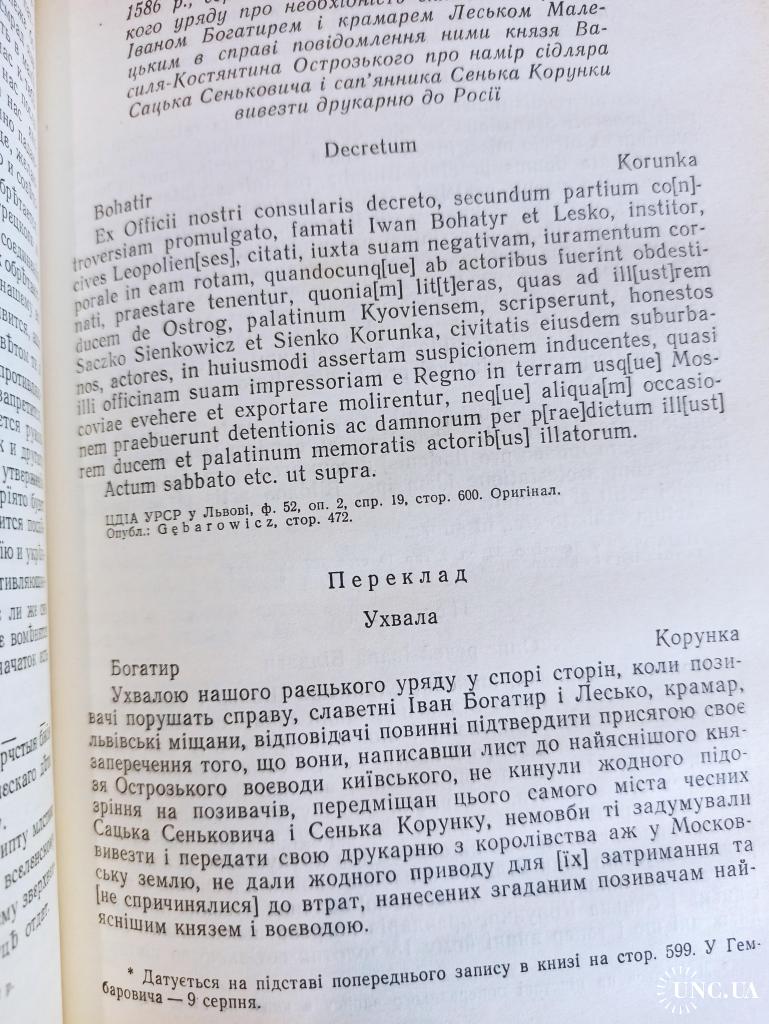 1586 р.,
кого уряду про необхідність
Іваном Богатирем і крамарем Леськом Мале-
цьким в справі повідомлення ними князя Ва-
силя-Костянтина Острозького про намір сідляра
Сацька Сеньковича і сап'янника Сенька Корунки
вивезти друкарню до Росії
Decretum
Bohatir
Korunka
Ex Officii nostri consularis decreto, secundum partium co[n]-
troversiam promulgato, famati Iwan Bohatyr et Lesko, institor,
cives Leopolien[ses], citati, iuxta suam negativam, iuramentum cor-
porale in eam rotam, quandocunq[ue] ab actoribus fuerint obdesti-
nati, praestare tenentur, quonia[m] lit[t]eras, quas ad ill[ust]rem
ducem de Ostrog, palatinum Kyoviensem, scripserunt, honestos
Saczko Sienkowicz et Sienko Korunka, civitatis eiusdem suburba-
nos, actores, in huiusmodi assertam suspicionem inducentes, quasi
illi officinam suam impressoriam e Regno in terram usq[ue] Mos-
coviae evehere et exportare molirentur, neq[ue] aliqua[m] occasio-
nem praebuerunt detentionis ac damnorum per p[rae]dictum ill[ust]
rem ducem et palatinum memoratis actorib[us] illatorum.
Actum sabbato etc. ut supra.
ЦДІА УРСР у Львові, ф. 52, оп. 2, спр. 19, стор. 600. Оригінал.
Опубл.: Gębarowicz, стор. 472.
Переклад
Ухвала
Богатир
Корунка
Ухвалою нашого раєцького уряду у спорі сторін, коли пози-
вачі порушать справу, славетні Іван Богатир і Лесько, крамар,
львівські міщани, відповідачі повинні підтвердити присягою своє
заперечення того, що вони, написавши лист до найяснішого кня-
зя Острозького воєводи київського, не кинули жодного підо-
зріння на позивачів, передміщан цього самого міста чесних
Сацька Сеньковича і Сенька Корунку, немовби ті задумували
вивезти і передати свою друкарню з королівства аж у Москов-
ську землю, не дали жодного приводу для [їх] затримання та
[не спричинялися] до втрат, нанесених згаданим позивачам най-
яснішим князем і воєводою.
* Датується на підставі попереднього запису в книзі на стор. 599. У Гем-
баровича — 9 серпня.
UNC.UA